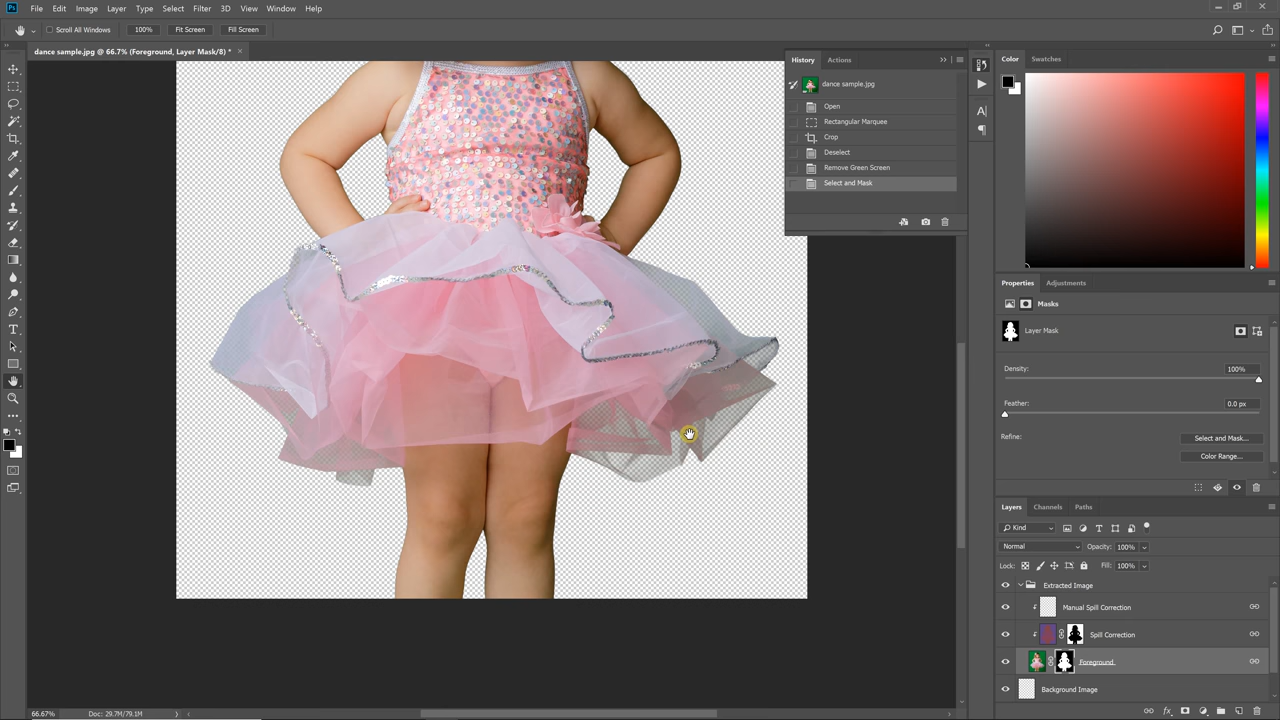 Ps File Edit Image Layer Type Select Filter 3D View Window Help
Scroll All Windows 100% Fit Screen Fill Screen
dance sample.jpg @ 66.7% (Foreground, Layer Mask/8) *
History Actions
dance sample.jpg
Open
Rectangular Marquee
Crop
Deselect
Remove Green Screen
Select and Mask
Color Swatches
Properties Adjustments
Masks
Layer Mask
Density: 100%
Feather: 0.0 px
Refine: Select and Mask...
Color Range...
Layers Channels Paths
Kind
Normal Opacity: 100%
Lock: Fill: 100%
Extracted Image
Manual Spill Correction
Spill Correction
Foreground
Background Image
66.67% Doc: 29.7M/79.1M